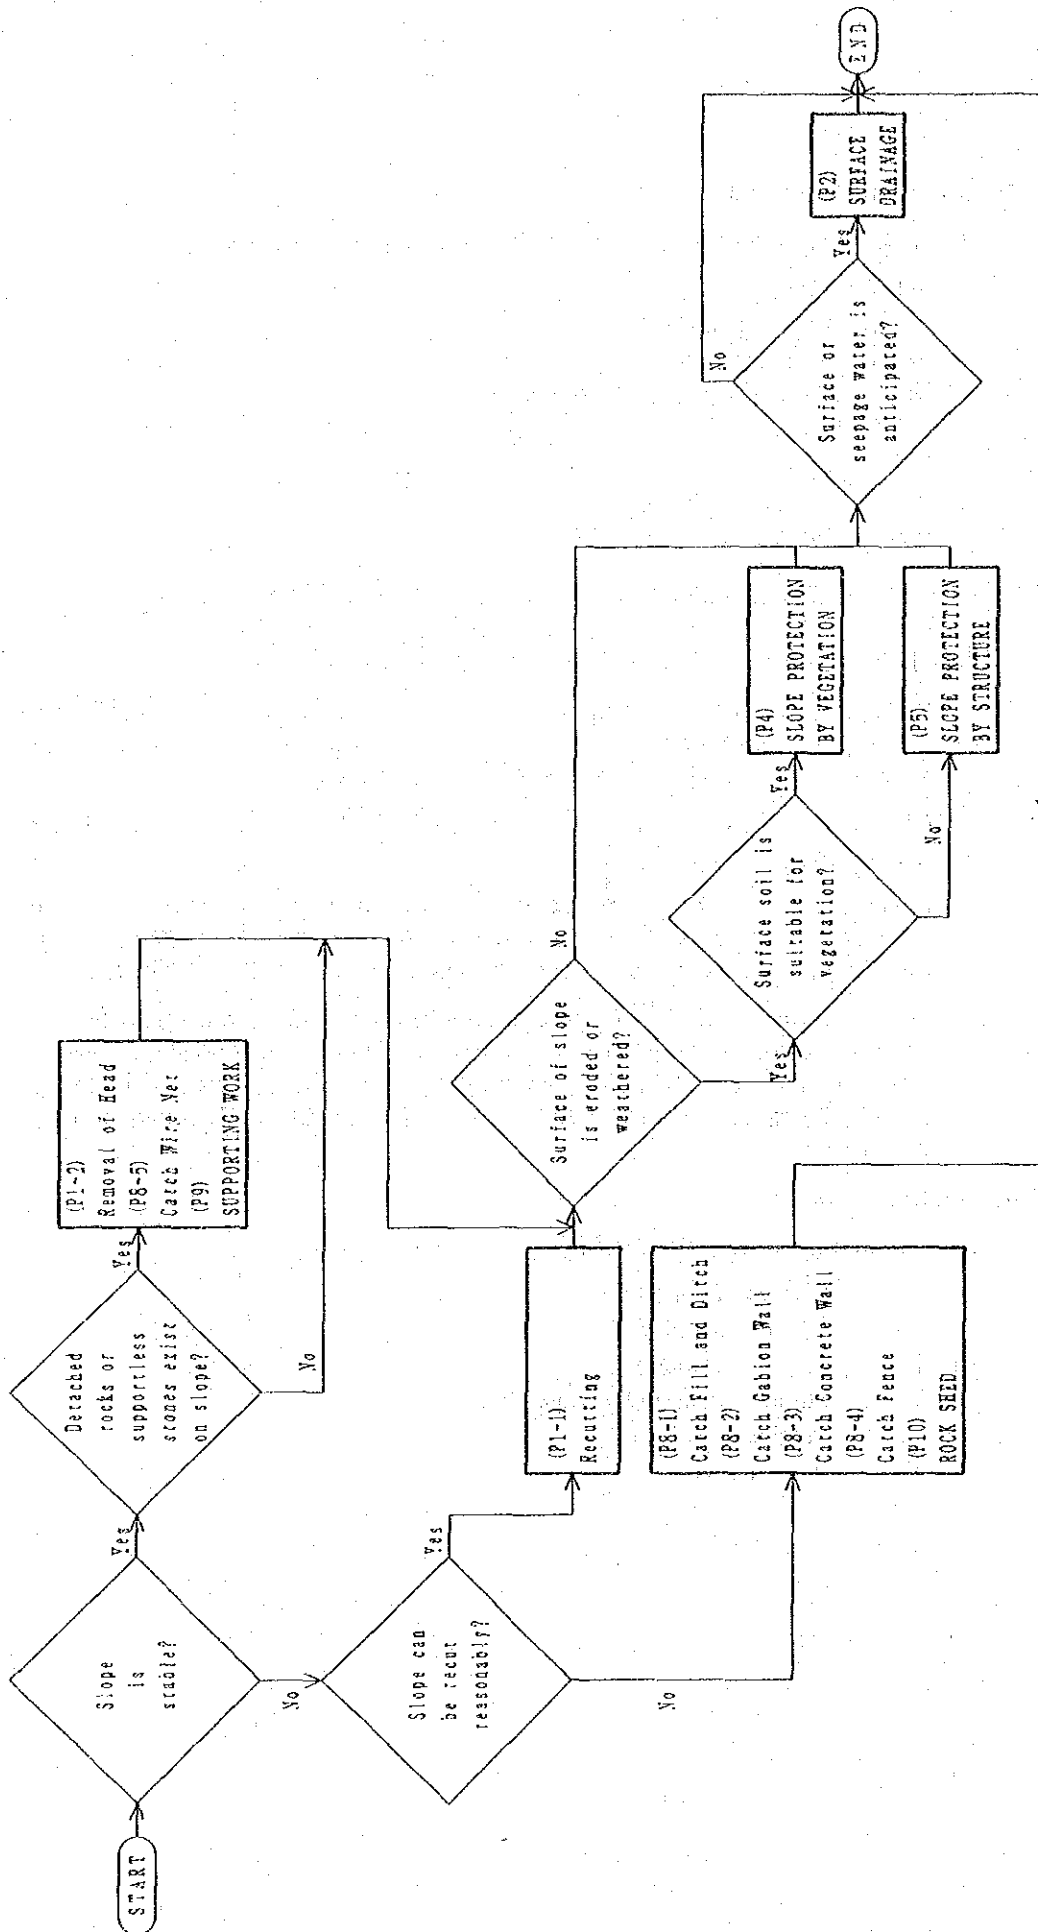 START
Slope
is
stable?
Yes
No
Detached
rocks or
supportless
stones exist
on slope?
Yes
No
(P1-2)
Removal of Head
(P8-5)
Catch Wire Net
(P9)
SUPPORTING WORK
Slope can
be recut
reasonably?
Yes
No
(P1-1)
Recutting
(P8-1)
Catch Fill and Ditch
(P8-2)
Catch Gabion Wall
(P8-3)
Catch Concrete Wall
(P8-4)
Catch Fence
(P10)
ROCK SHED
Surface of slope
is eroded or
weathered?
No
Yes
Surface soil is
suitable for
vegetation?
Yes
No
(P4)
SLOPE PROTECTION
BY VEGETATION
(P5)
SLOPE PROTECTION
BY STRUCTURE
Surface or
seepage water is
anticipated?
No
Yes
(P2)
SURFACE
DRAINAGE
END